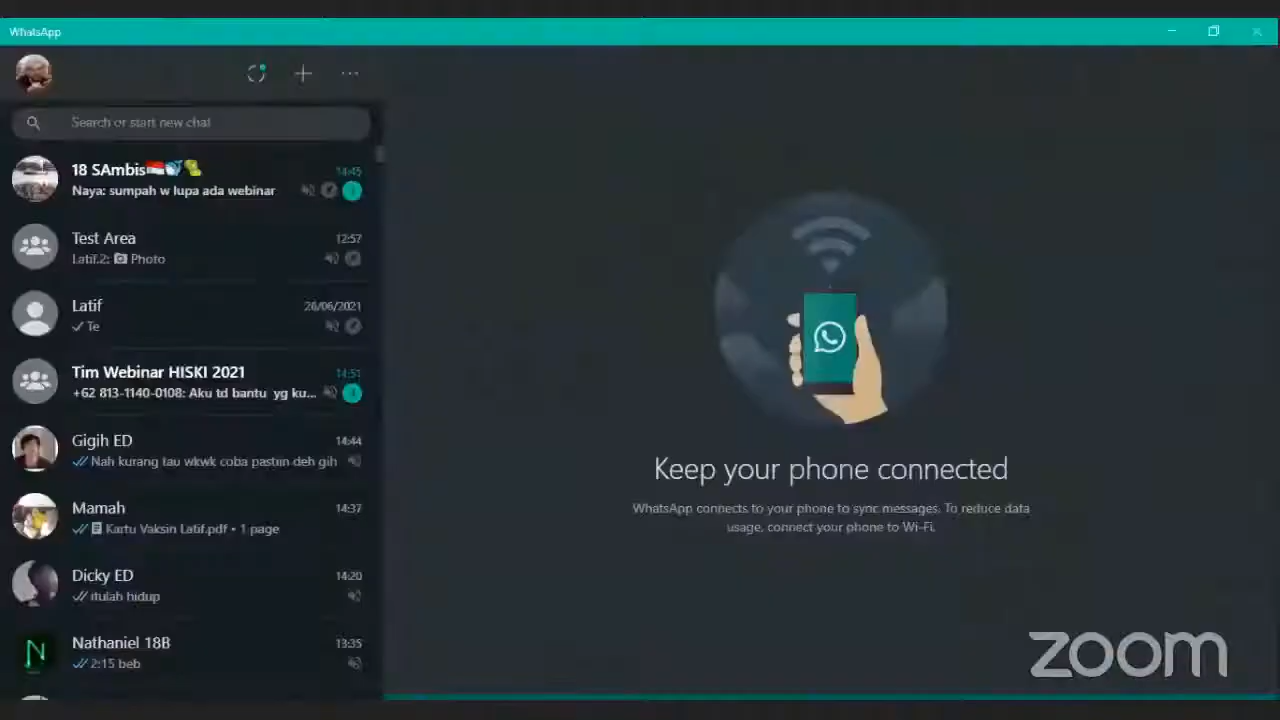 WhatsApp
Search or start new chat
18 SAmbis 14:45
Naya: sumpah w lupa ada webinar
Test Area 12:57
Latif.2: Photo
Latif 26/06/2021
Te
Tim Webinar HISKI 2021 14:51
+62 813-1140-0108: Aku td bantu yg ku...
Gigih ED 14:44
Nah kurang tau wkwk coba pastiin deh gih
Mamah 14:37
Kartu Vaksin Latif.pdf • 1 page
Dicky ED 14:20
itulah hidup
Nathaniel 18B 13:35
2:15 beb
Keep your phone connected
WhatsApp connects to your phone to sync messages. To reduce data
usage, connect your phone to Wi-Fi.
zoom